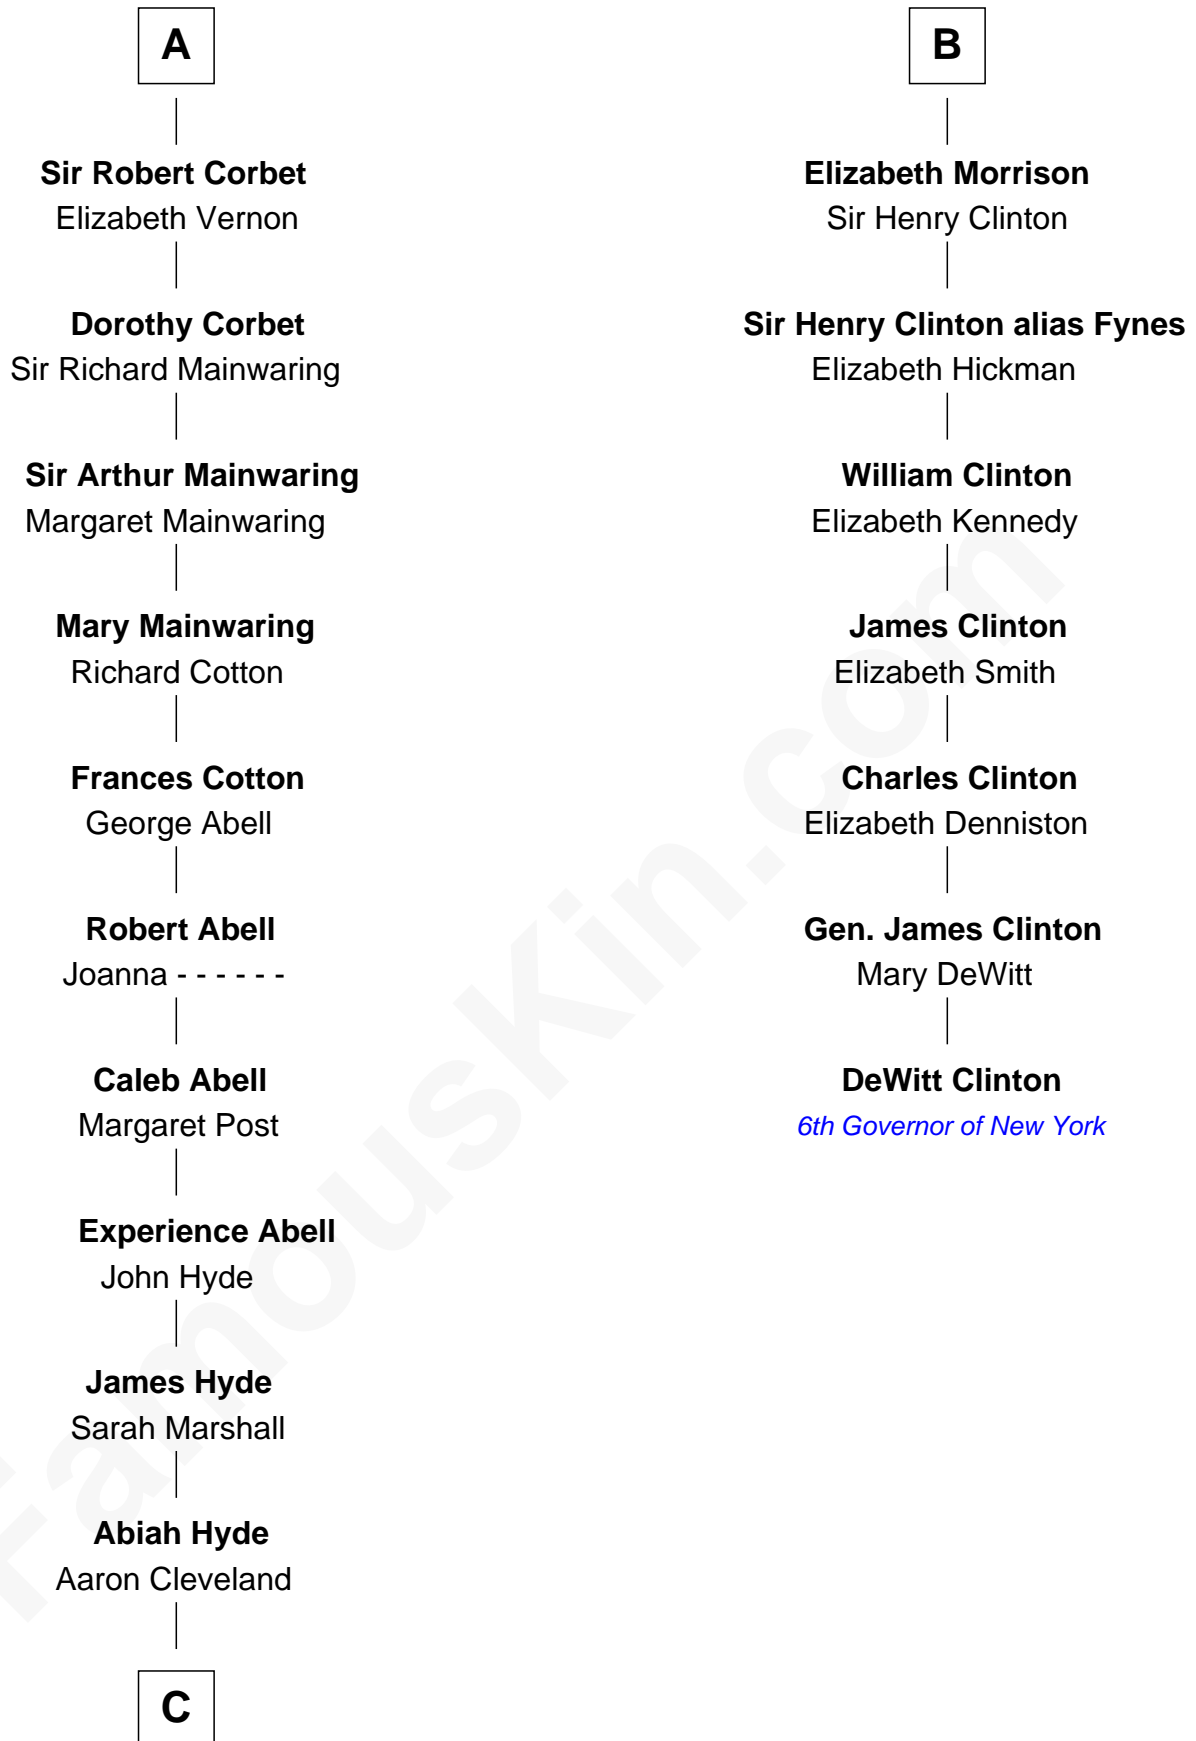 A
Sir Robert Corbet
Elizabeth Vernon
Dorothy Corbet
Sir Richard Mainwaring
Sir Arthur Mainwaring
Margaret Mainwaring
Mary Mainwaring
Richard Cotton
Frances Cotton
George Abell
Robert Abell
Joanna - - - - - -
Caleb Abell
Margaret Post
Experience Abell
John Hyde
James Hyde
Sarah Marshall
Abiah Hyde
Aaron Cleveland
C
B
Elizabeth Morrison
Sir Henry Clinton
Sir Henry Clinton alias Fynes
Elizabeth Hickman
William Clinton
Elizabeth Kennedy
James Clinton
Elizabeth Smith
Charles Clinton
Elizabeth Denniston
Gen. James Clinton
Mary DeWitt
DeWitt Clinton
6th Governor of New York
FamousKin.com